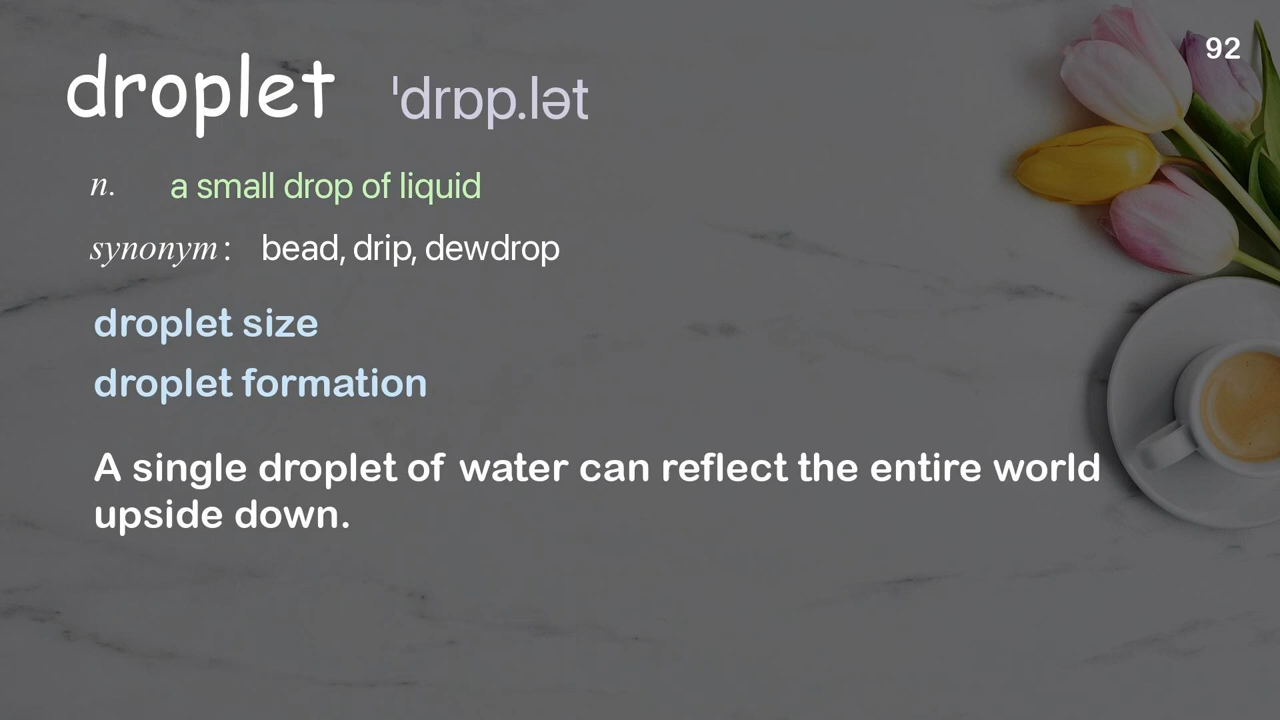 92
droplet ˈdrɒp.lət
n. a small drop of liquid
synonym: bead, drip, dewdrop
droplet size
droplet formation
A single droplet of water can reflect the entire world
upside down.